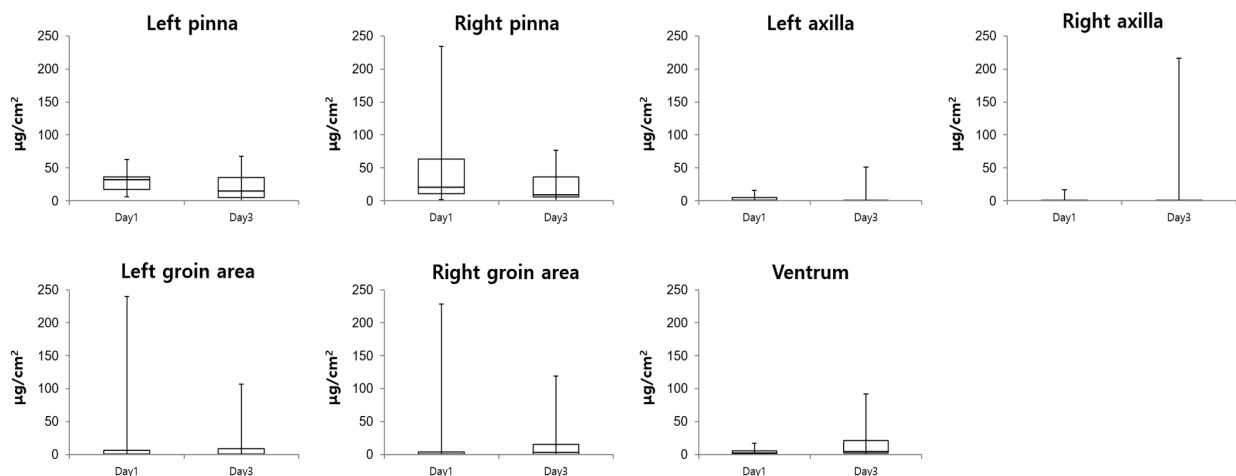 Left pinna
250
200
150
100
50
0
µg/cm²
Day1 Day3
Right pinna
250
200
150
100
50
0
µg/cm²
Day1 Day3
Left axilla
250
200
150
100
50
0
µg/cm²
Day1 Day3
Right axilla
250
200
150
100
50
0
µg/cm²
Day1 Day3
Left groin area
250
200
150
100
50
0
µg/cm²
Day1 Day3
Right groin area
250
200
150
100
50
0
µg/cm²
Day1 Day3
Ventrum
250
200
150
100
50
0
µg/cm²
Day1 Day3